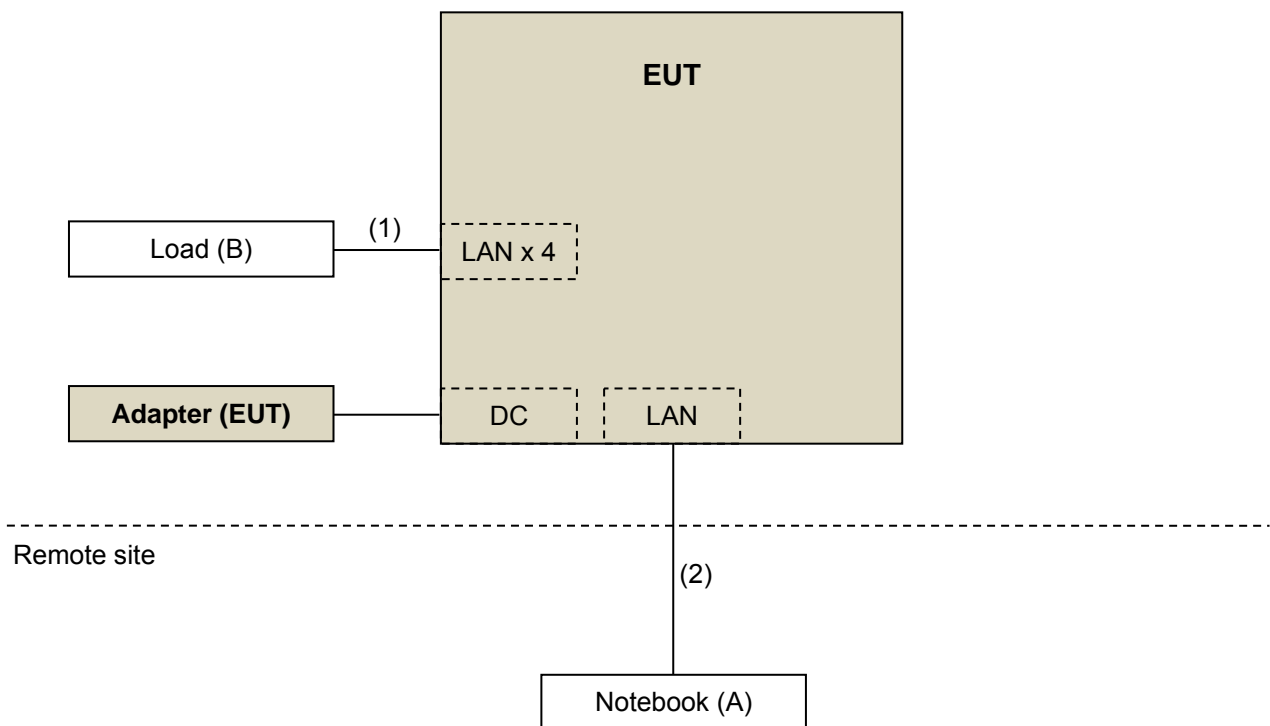 EUT
(1)
Load (B)
LAN x 4
Adapter (EUT)
DC
LAN
Remote site
(2)
Notebook (A)